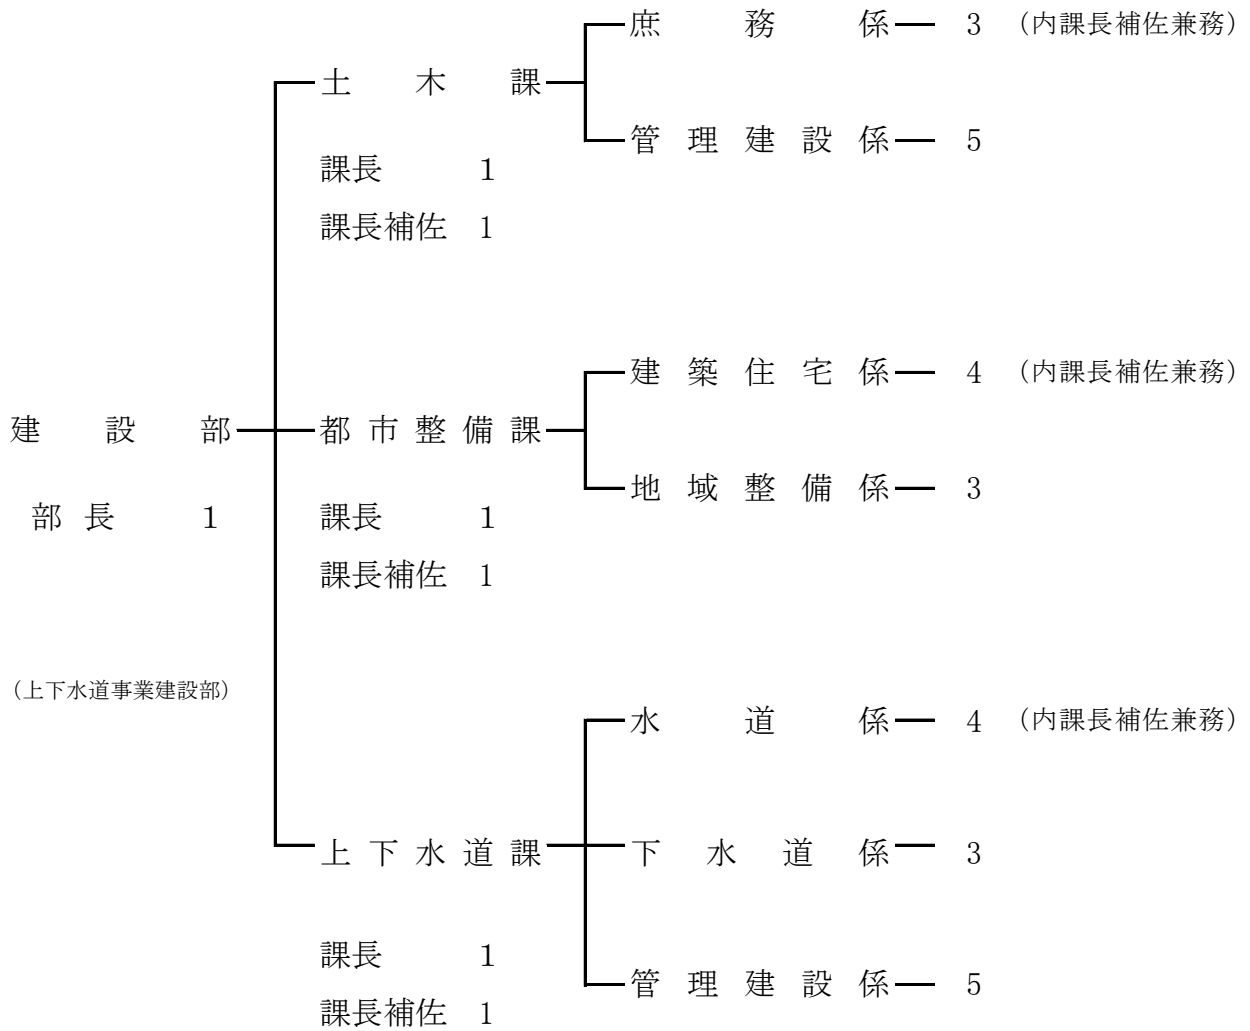 庶務係 3 （内課長補佐兼務）
土木課
管理建設係 5
課長 1
課長補佐 1
建築住宅係 4 （内課長補佐兼務）
建設部 都市整備課
地域整備係 3
部長 1 課長 1
課長補佐 1
（上下水道事業建設部）
水道係 4 （内課長補佐兼務）
上下水道課 下水道係 3
課長 1
管理建設係 5
課長補佐 1